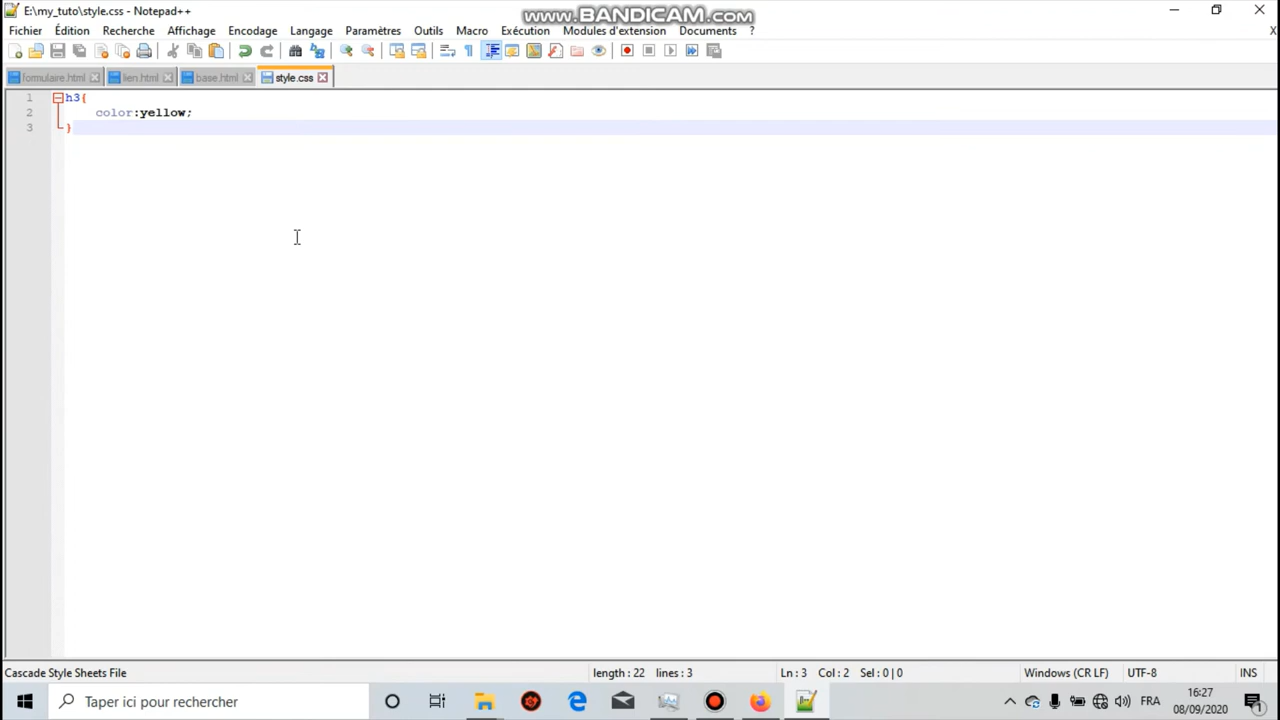 E:\my_tuto\style.css - Notepad++
www.BANDICAM.com
Fichier Édition Recherche Affichage Encodage Langage Paramètres Outils Macro Exécution Modules d'extension Documents ? X
formulaire.html lien.html base.html style.css
1 h3{
2 color:yellow;
3 }
Cascade Style Sheets File length : 22 lines : 3 Ln : 3 Col : 2 Sel : 0 | 0 Windows (CR LF) UTF-8 INS
Taper ici pour rechercher FRA 16:27
08/09/2020 1